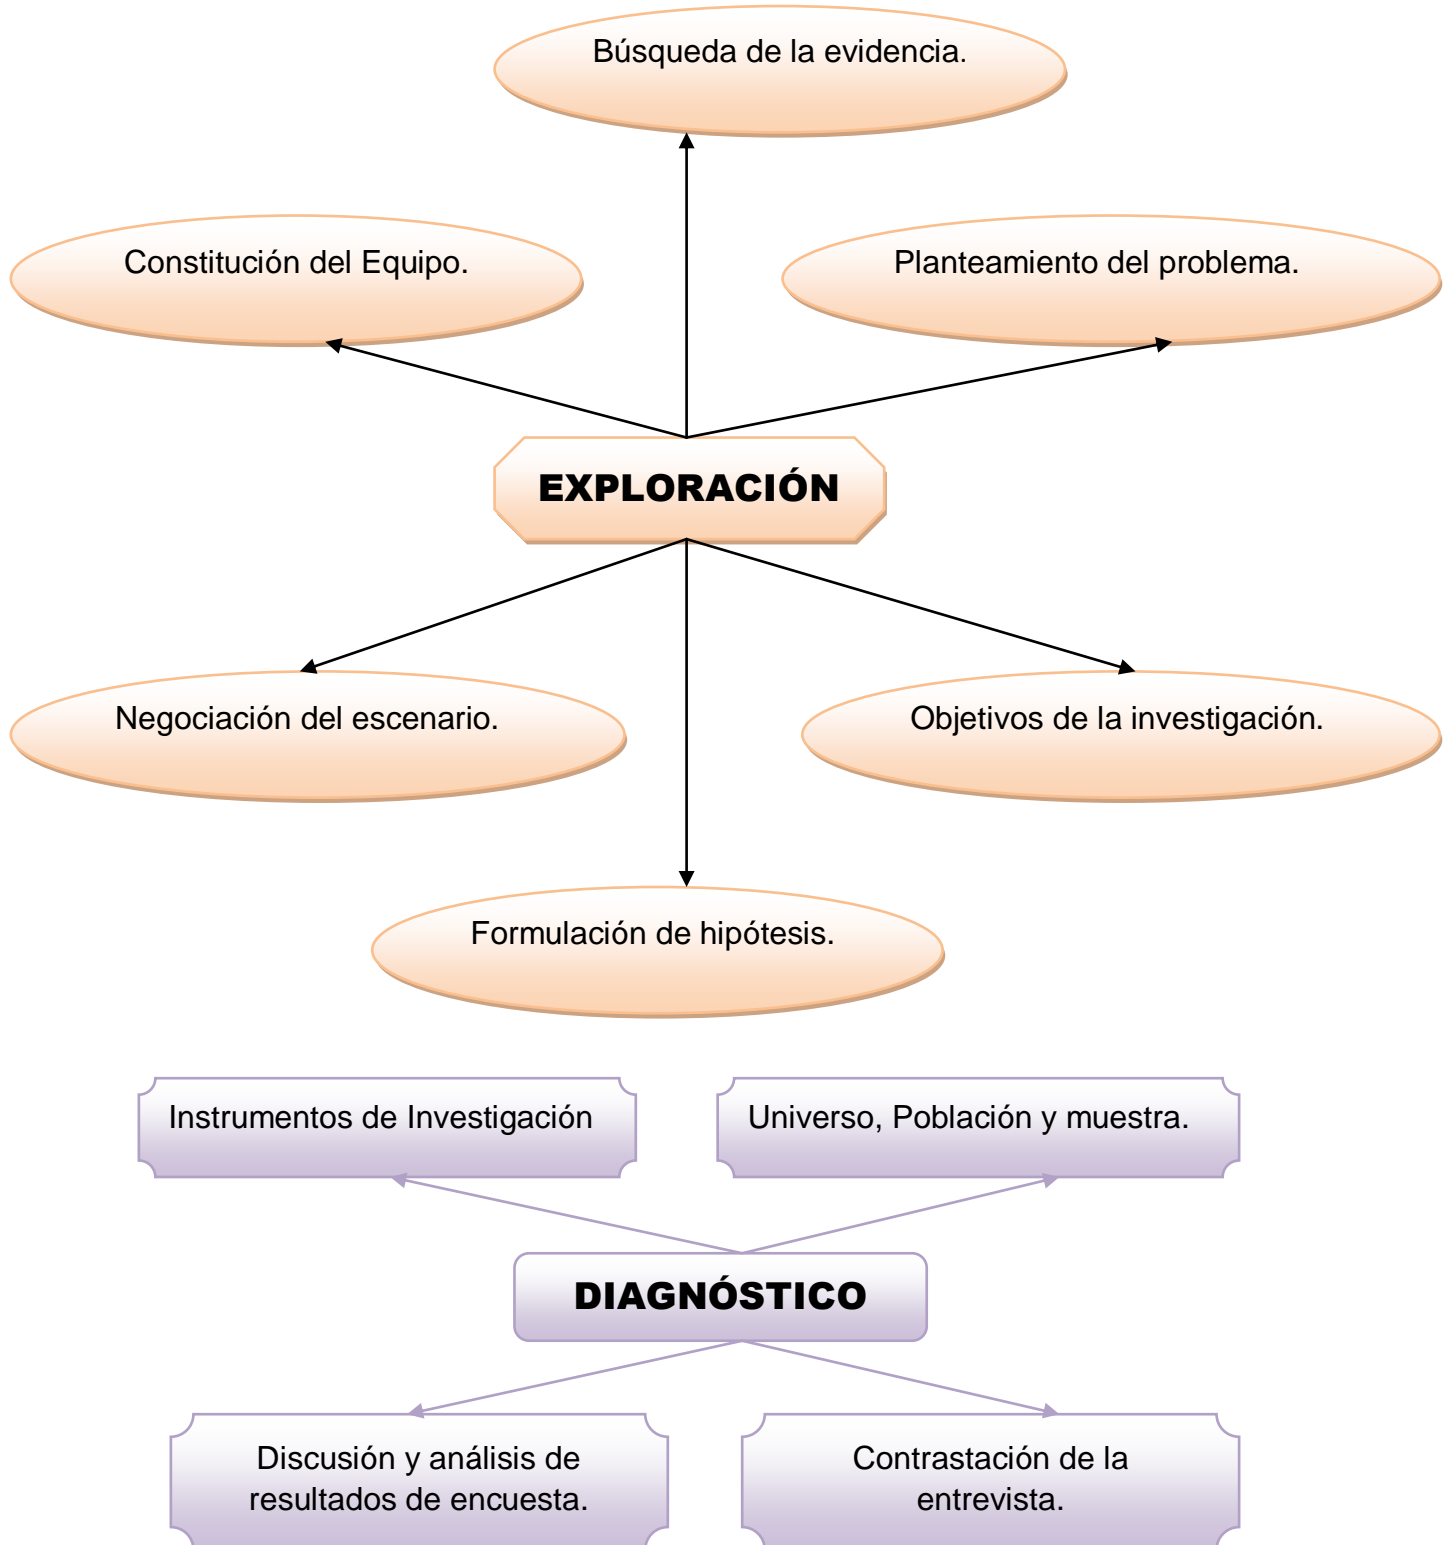 Búsqueda de la evidencia.
Constitución del Equipo.
Planteamiento del problema.
EXPLORACIÓN
Negociación del escenario.
Objetivos de la investigación.
Formulación de hipótesis.
Instrumentos de Investigación
Universo, Población y muestra.
DIAGNÓSTICO
Discusión y análisis de
resultados de encuesta.
Contrastación de la
entrevista.